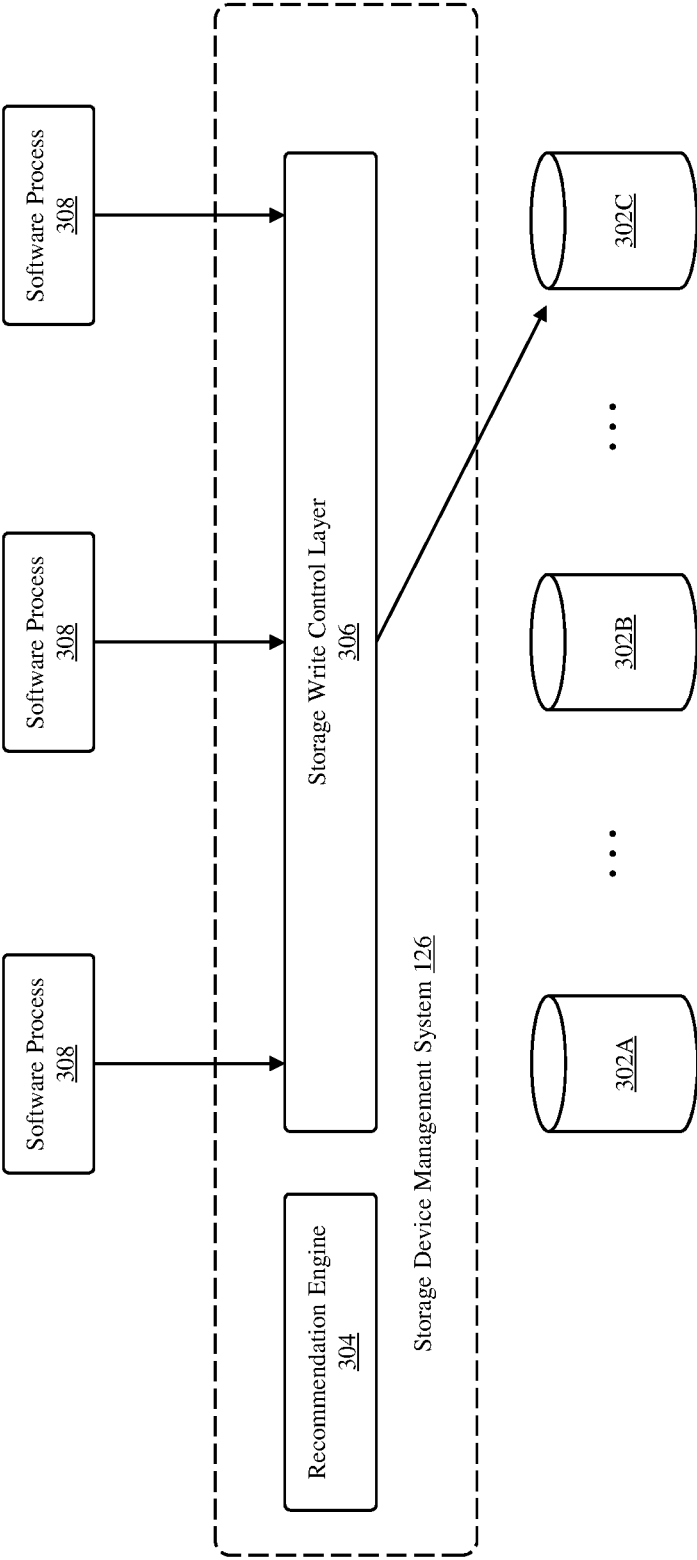 Software Process
308
Software Process
308
Software Process
308
Recommendation Engine
304
Storage Write Control Layer
306
Storage Device Management System 126
302A
...
302B
...
302C